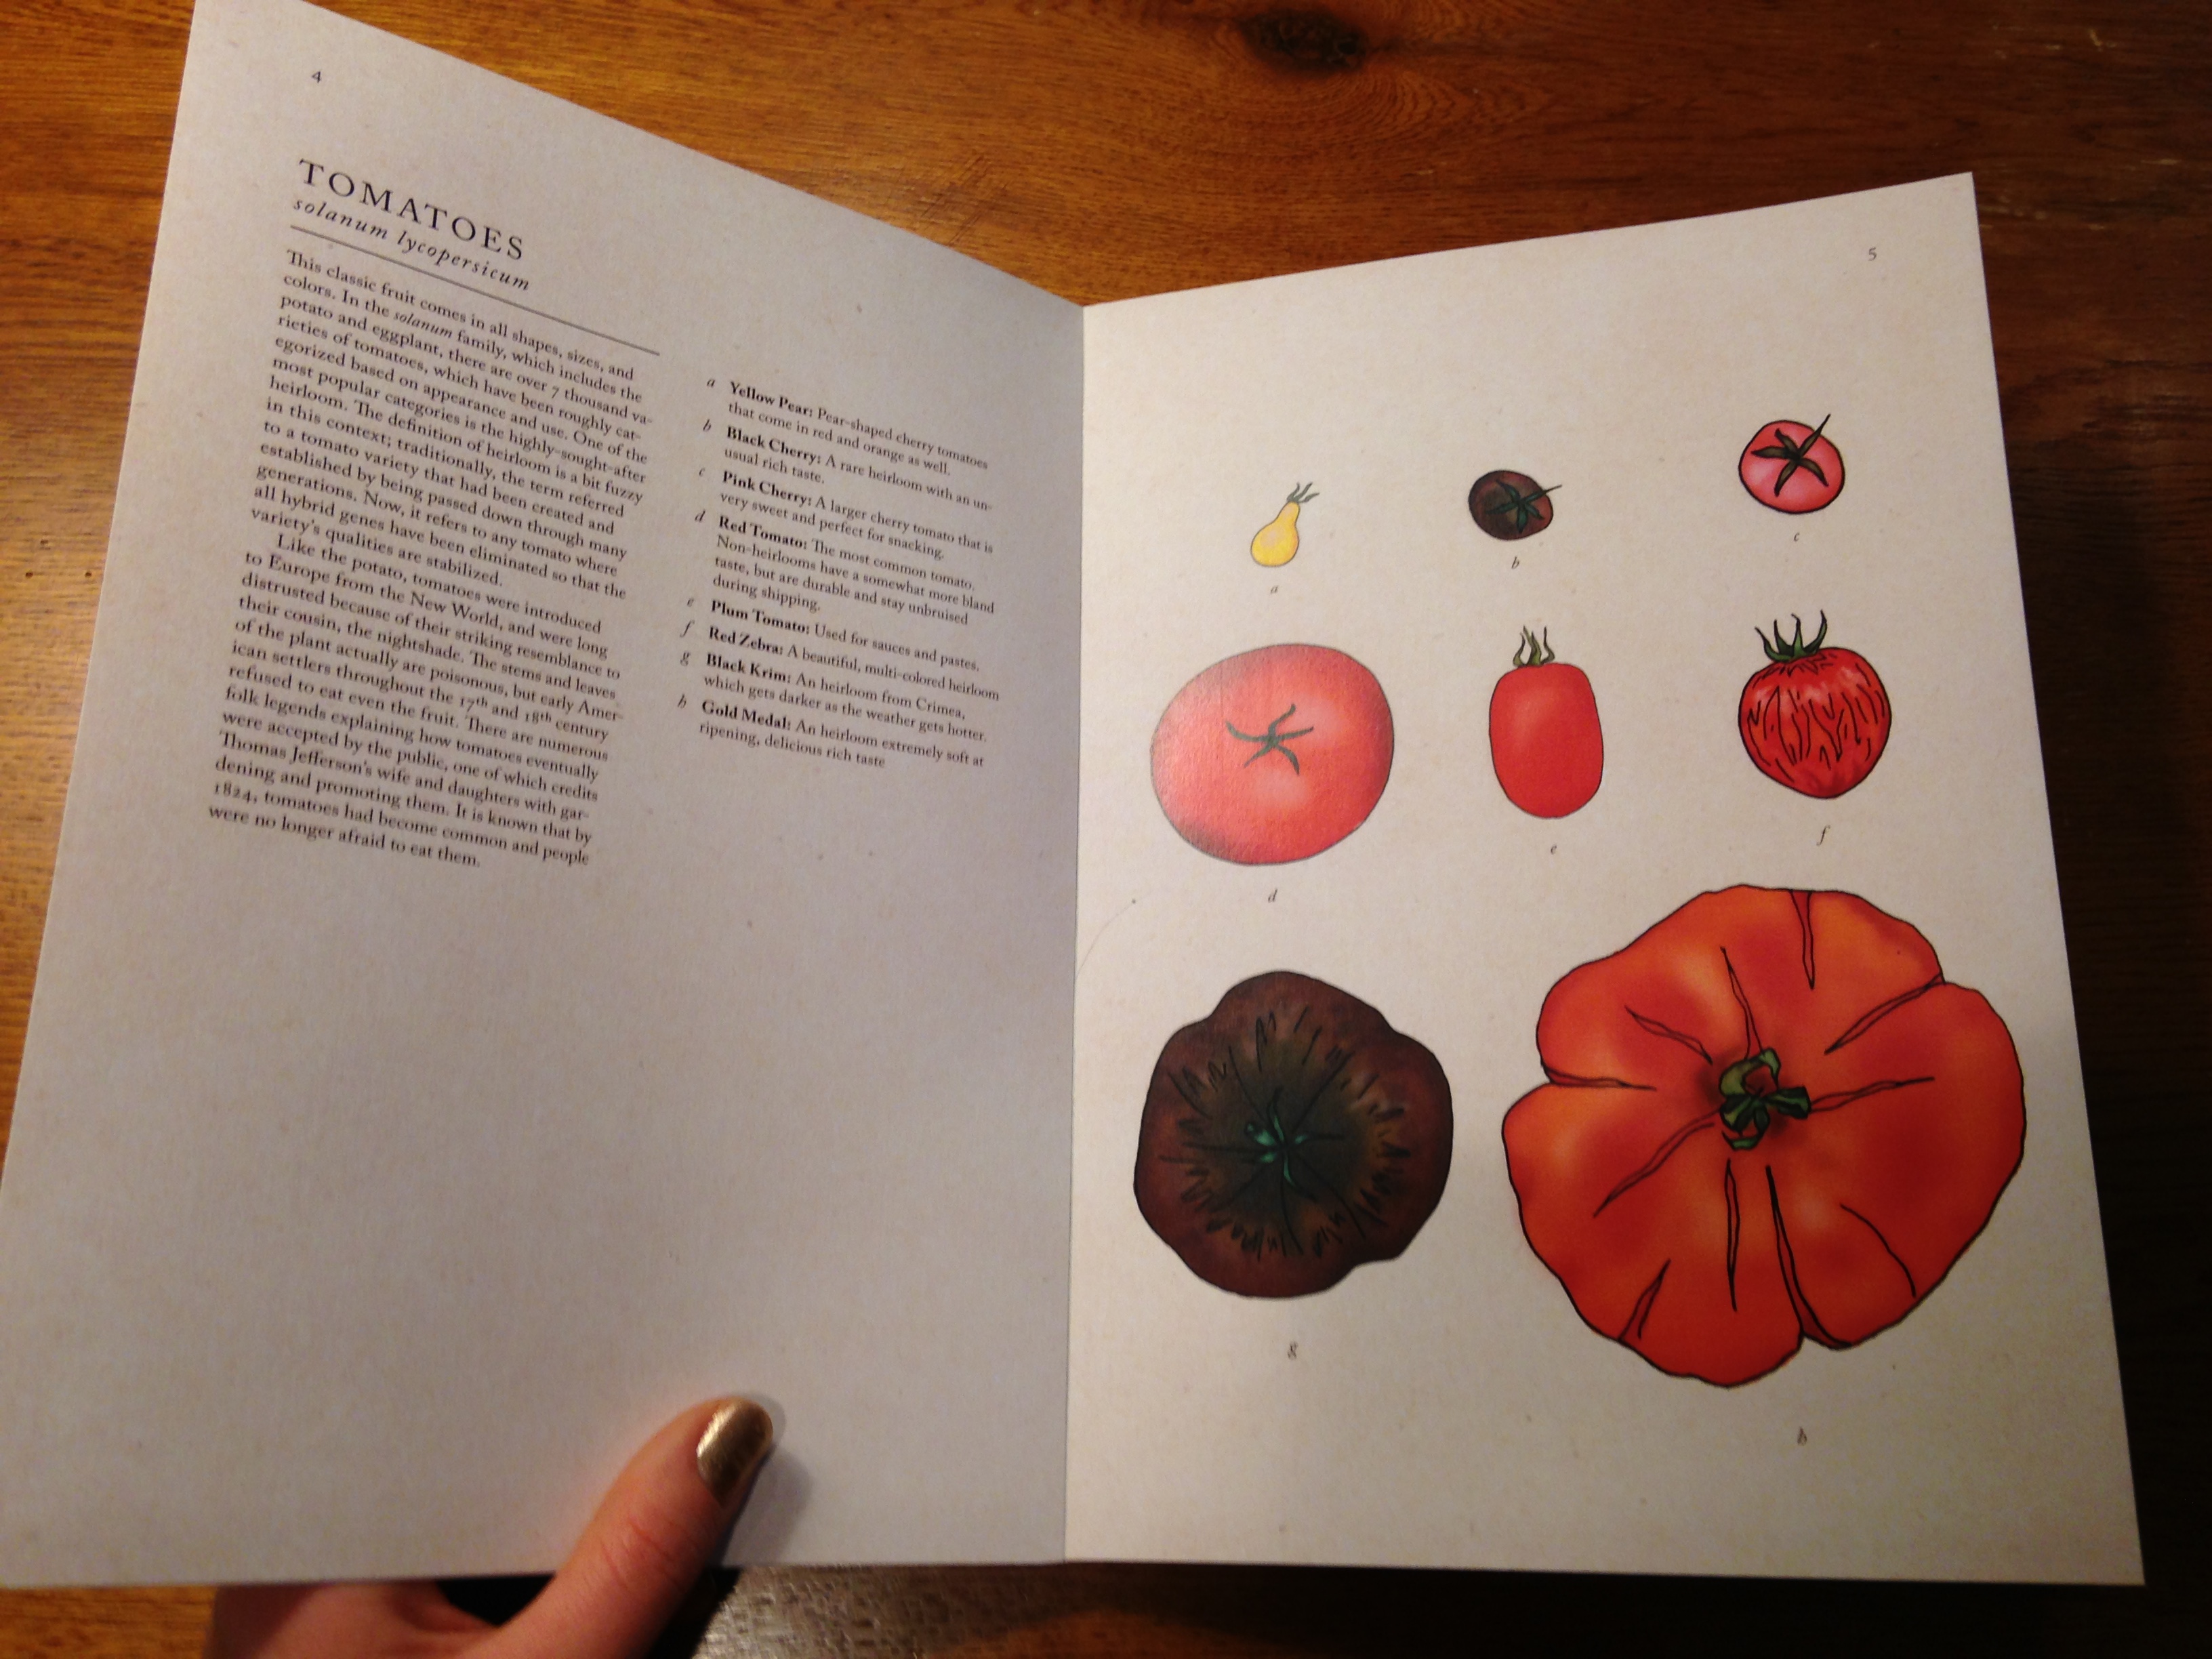 4
TOMATOES
solanum lycopersicum
This classic fruit comes in all shapes, sizes, and
colors. In the solanum family, which includes the
potato and eggplant, there are over 7 thousand va-
rieties of tomatoes, which have been roughly cat-
egorized based on appearance and use. One of the
most popular categories is the highly-sought-after
heirloom. The definition of heirloom is a bit fuzzy
in this context; traditionally, the term referred
to a tomato variety that had been created and
established by being passed down through many
generations. Now, it refers to any tomato where
all hybrid genes have been eliminated so that the
variety's qualities are stabilized.
Like the potato, tomatoes were introduced
to Europe from the New World, and were long
distrusted because of their striking resemblance to
their cousin, the nightshade. The stems and leaves
of the plant actually are poisonous, but early Amer-
ican settlers throughout the 17th and 18th century
refused to eat even the fruit. There are numerous
folk legends explaining how tomatoes eventually
were accepted by the public, one of which credits
Thomas Jefferson's wife and daughters with gar-
dening and promoting them. It is known that by
1824, tomatoes had become common and people
were no longer afraid to eat them.
a Yellow Pear: Pear-shaped cherry tomatoes
that come in red and orange as well.
b Black Cherry: A rare heirloom with an un-
usual rich taste.
c Pink Cherry: A larger cherry tomato that is
very sweet and perfect for snacking.
d Red Tomato: The most common tomato.
Non-heirlooms have a somewhat more bland
taste, but are durable and stay unbruised
during shipping.
e Plum Tomato: Used for sauces and pastes.
f Red Zebra: A beautiful, multi-colored heirloom
g Black Krim: An heirloom from Crimea,
which gets darker as the weather gets hotter.
h Gold Medal: An heirloom extremely soft at
ripening, delicious rich taste
5
a
b
c
d
e
f
g
h